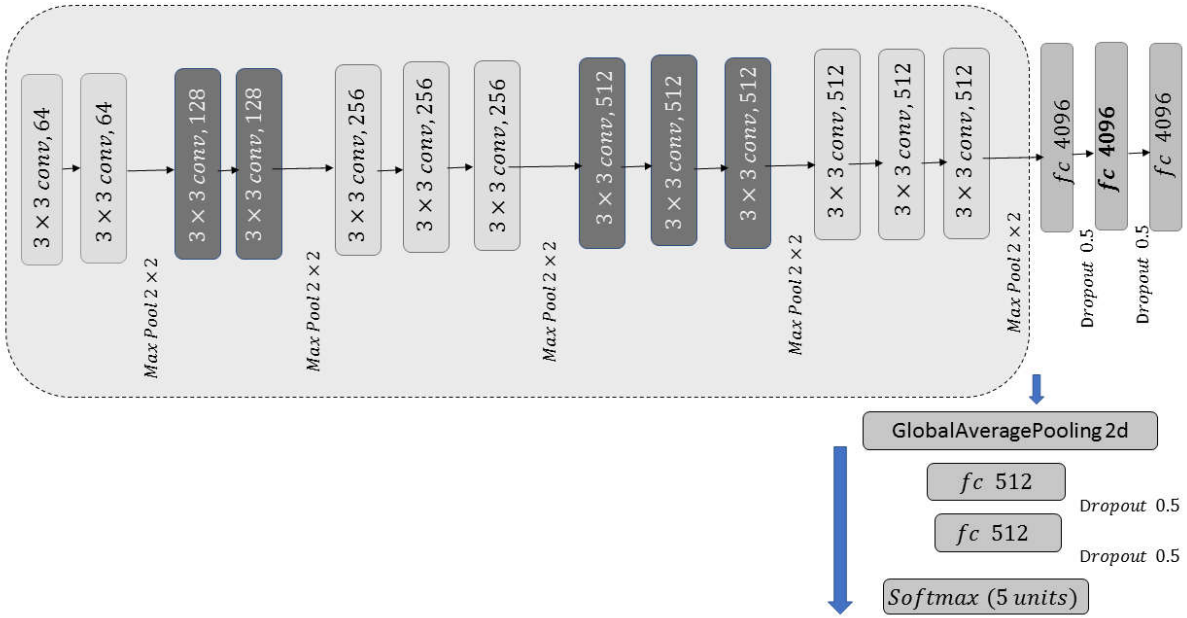 3 × 3 conv, 64
3 × 3 conv, 64
Max Pool 2 × 2
3 × 3 conv, 128
3 × 3 conv, 128
Max Pool 2 × 2
3 × 3 conv, 256
3 × 3 conv, 256
3 × 3 conv, 256
Max Pool 2 × 2
3 × 3 conv, 512
3 × 3 conv, 512
3 × 3 conv, 512
Max Pool 2 × 2
3 × 3 conv, 512
3 × 3 conv, 512
3 × 3 conv, 512
Max Pool 2 × 2
fc 4096
Dropout 0.5
fc 4096
Dropout 0.5
fc 4096
GlobalAveragePooling 2d
fc 512
Dropout 0.5
fc 512
Dropout 0.5
Softmax (5 units)